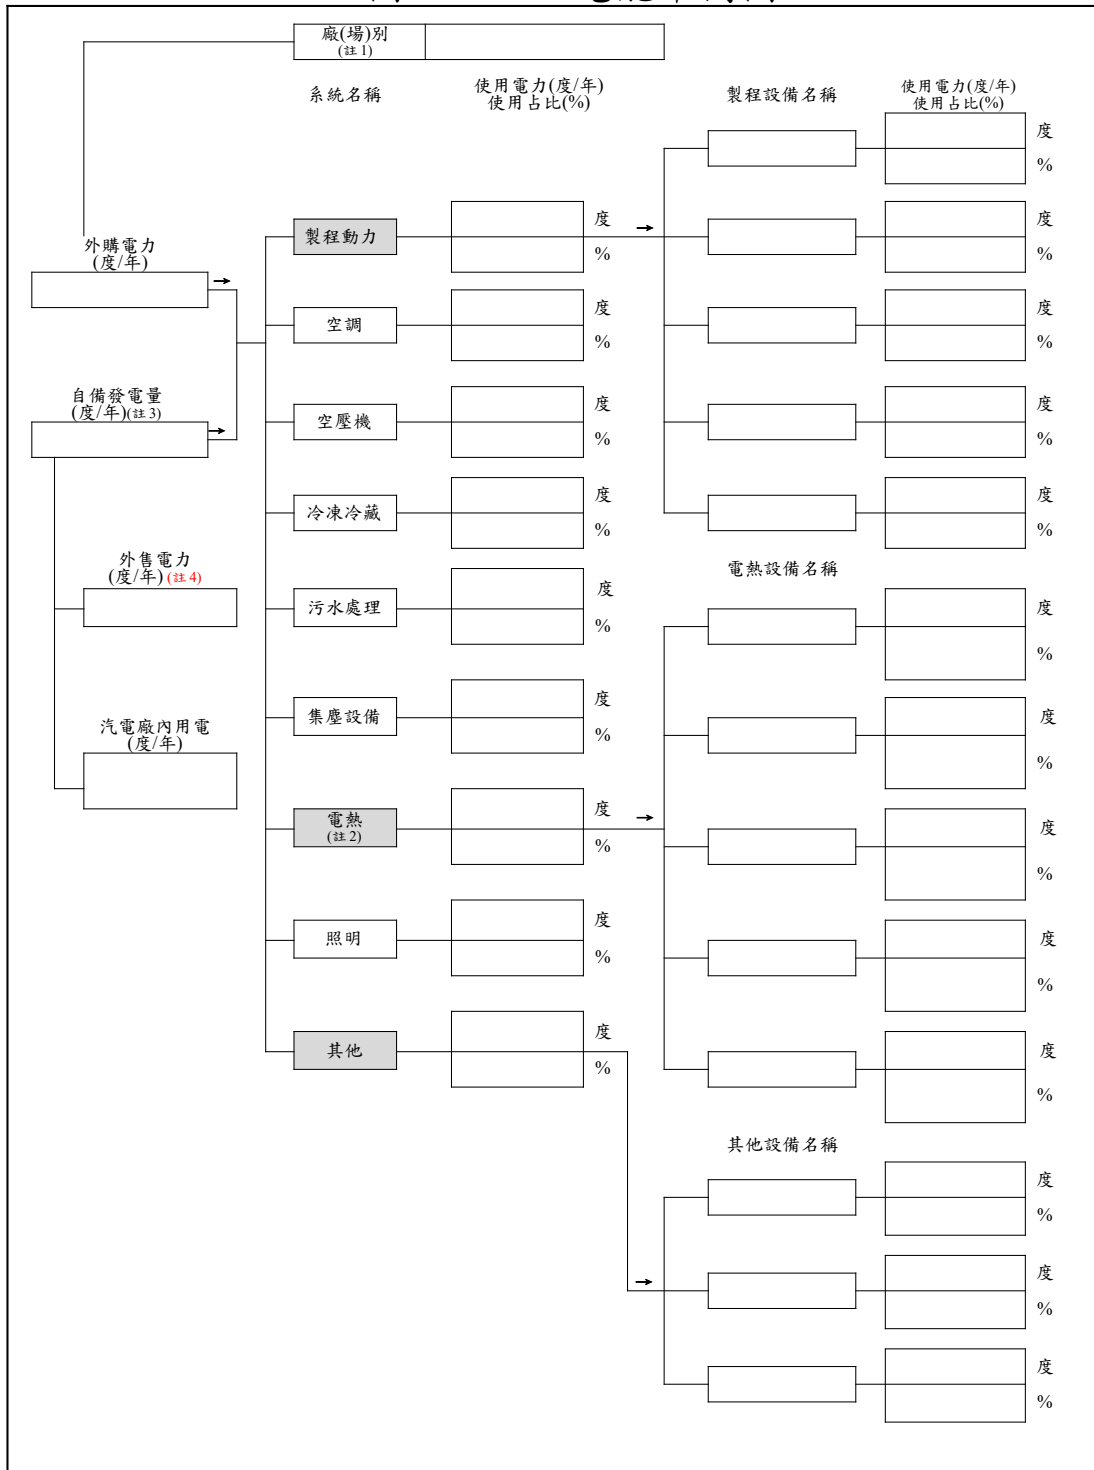 廠(場)別
(註1)
系統名稱
使用電力(度/年)
使用占比(%)
製程設備名稱
使用電力(度/年)
使用占比(%)
度
%
外購電力
(度/年)
製程動力
度
%
度
%
空調
度
%
度
%
自備發電量
(度/年)(註3)
空壓機
度
%
度
%
冷凍冷藏
度
%
度
%
外售電力
(度/年)(註4)
電熱設備名稱
污水處理
度
%
度
%
汽電廠內用電
(度/年)
集塵設備
度
%
度
%
電熱
(註2)
度
%
度
%
照明
度
%
度
%
其他
度
%
度
%
其他設備名稱
度
%
度
%
度
%